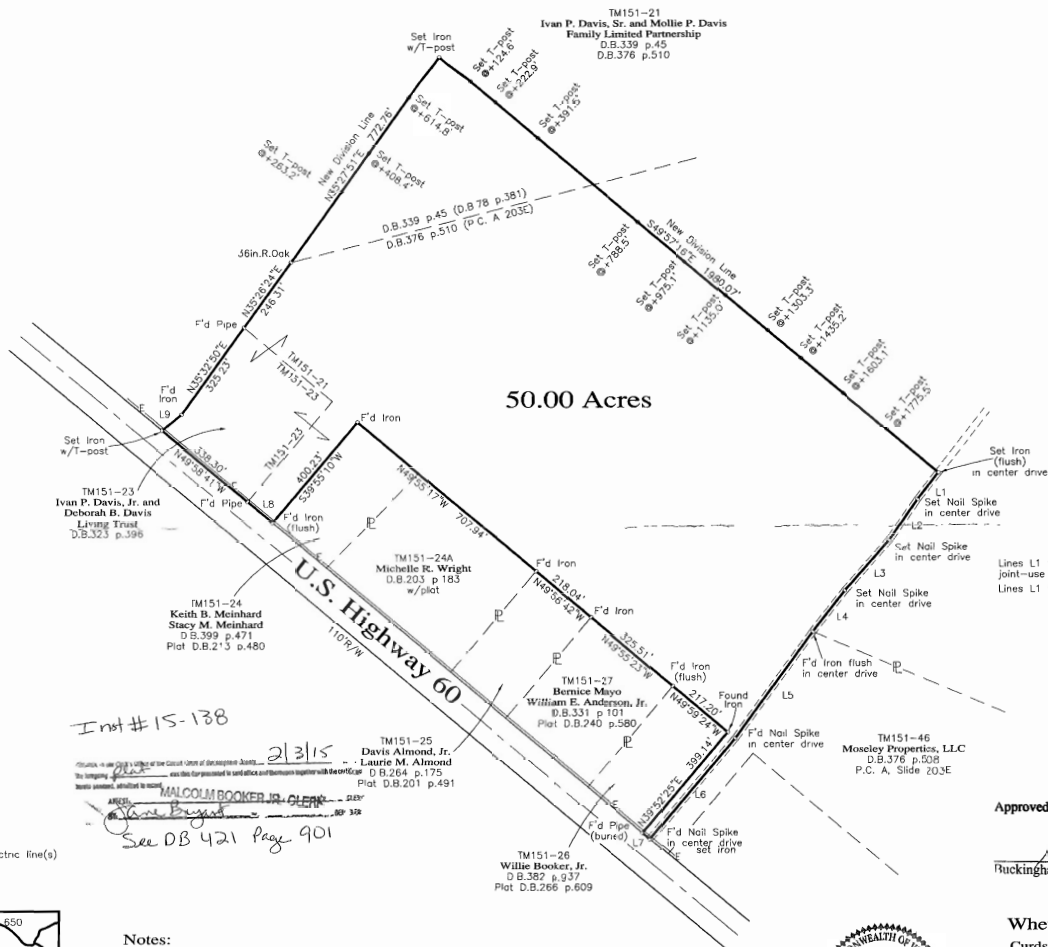 TM151-21
Ivan P. Davis, Sr. and Mollie P. Davis
Family Limited Partnership
D.B.339 p.45
D.B.376 p.510
Set Iron
w/T-post
Set T-post
@+124.6'
Set T-post
@+222.9'
Set T-post
@+391.5'
Set T-post
@+614.8'
New Division Line
N35°27'51"E 772.76'
Set T-post
@+263.2'
Set T-post
@+408.4'
D.B.339 p.45 (D.B 78 p.381)
D.B.376 p.510 (P.C. A 203E)
New Division Line
S49°57'16"E 1980.07'
Set T-post
@+788.5'
Set T-post
@+975.1'
Set T-post
@+1135.0'
Set T-post
@+1303.3'
Set T-post
@+1435.2'
Set T-post
@+1603.1'
Set T-post
@+1775.5'
36in.R.Oak
N35°26'24"E
246.31'
F'd Pipe
N35°32'50"E
325.23'
TM151-21
TM151-23
TM151-23
50.00 Acres
F'd
Iron
L9
E
Set Iron
w/T-post
338.30'
N49°58'41"W
F'd Pipe
L8
400.23'
S39°55'10"W
F'd Iron
F'd Iron
(flush)
N49°55'17"W
707.94'
TM151-23
Ivan P. Davis, Jr. and
Deborah B. Davis
Living Trust
D.B.323 p.396
Set Iron
(flush)
in center drive
L1
Set Nail Spike
in center drive
L2
Set Nail Spike
in center drive
L3
Set Nail Spike
in center drive
L4
Lines L1
joint-use
Lines L1
F'd Iron flush
in center drive
PL
L5
TM151-24A
Michelle R. Wright
D.B.203 p 183
w/plat
PL
F'd Iron
218.04'
N49°56'42"W
F'd Iron
325.51'
N49°55'23"W
F'd Iron
(flush)
217.20'
N49°59'24"W
Found
Iron
F'd Nail Spike
in center drive
TM151-24
Keith B. Meinhard
Stacy M. Meinhard
D B.399 p.471
Plat D.B.213 p.480
U.S. Highway 60
110'R/W
PL
PL
TM151-27
Bernice Mayo
William E. Anderson, Jr.
D.B.331 p 101
Plat D.B.240 p.580
PL
399.14'
N39°52'25"E
L6
TM151-46
Moseley Properties, LLC
D.B.376 p.508
P.C. A, Slide 203E
Inst # 15-138
2/3/15
plat
MALCOLM BOOKER JR., CLERK
Jane Bryant
See DB 421 Page 901
TM151-25
Davis Almond, Jr.
Laurie M. Almond
D B.264 p.175
Plat D.B.201 p.491
F'd Pipe
(buried)
L7
F'd Nail Spike
in center drive
set iron
E
TM151-26
Willie Booker, Jr.
D B.382 p.937
Plat D.B.266 p.609
Approved
Buckingha
ctric line(s)
650
Notes:
NWEALTH OF